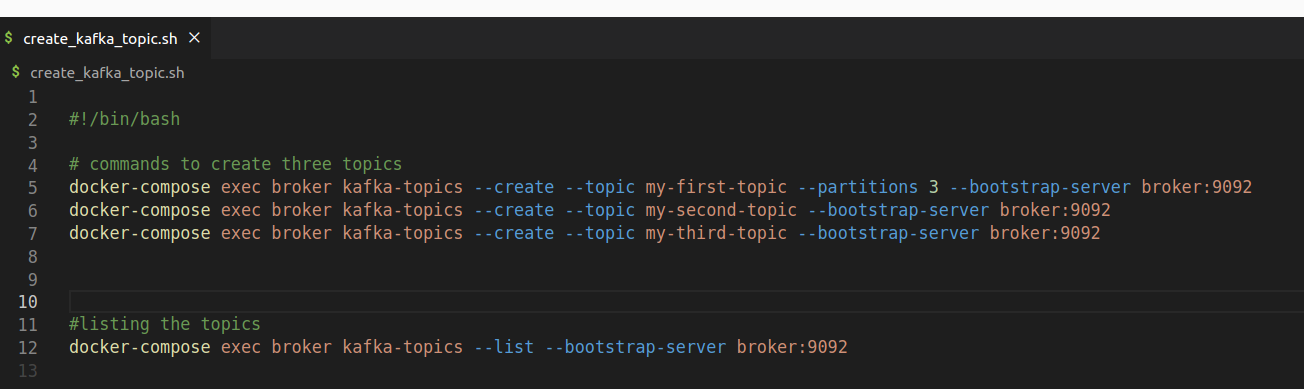 $ create_kafka_topic.sh ×
$ create_kafka_topic.sh
1
2 #!/bin/bash
3
4 # commands to create three topics
5 docker-compose exec broker kafka-topics --create --topic my-first-topic --partitions 3 --bootstrap-server broker:9092
6 docker-compose exec broker kafka-topics --create --topic my-second-topic --bootstrap-server broker:9092
7 docker-compose exec broker kafka-topics --create --topic my-third-topic --bootstrap-server broker:9092
8
9
10
11 #listing the topics
12 docker-compose exec broker kafka-topics --list --bootstrap-server broker:9092
13